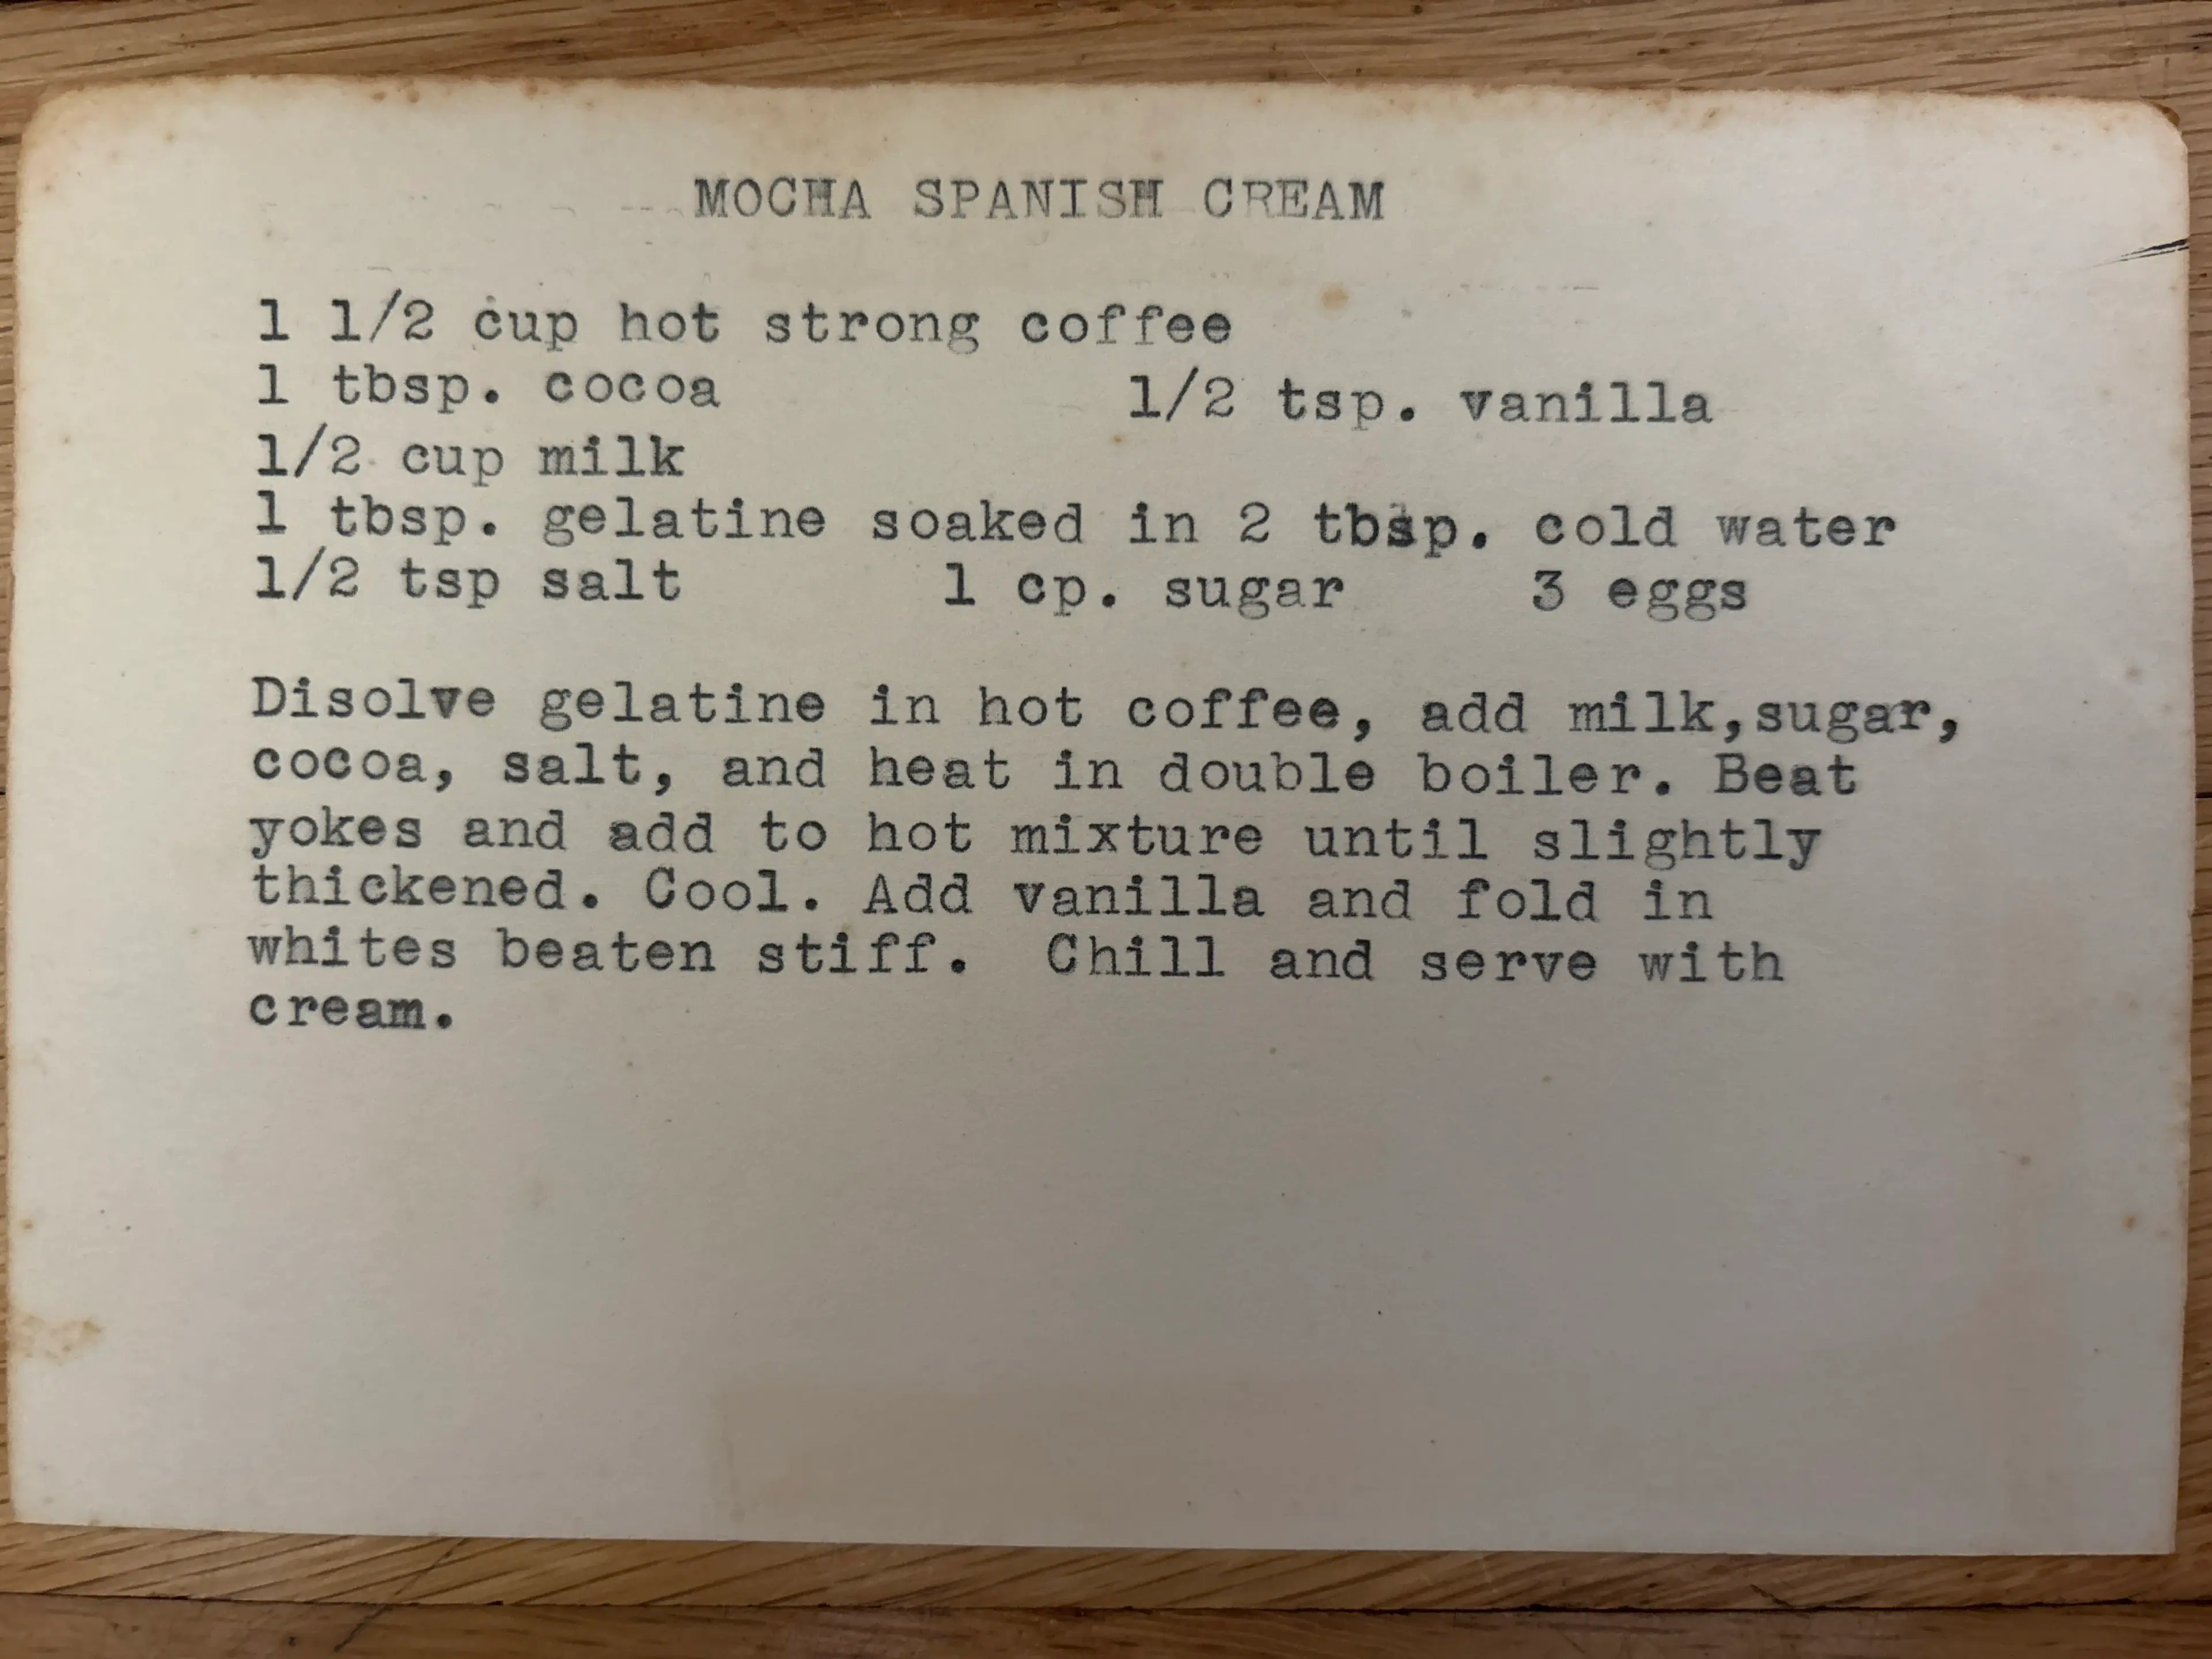 MOCHA SPANISH CREAM
1 1/2 cup hot strong coffee
1 tbsp. cocoa 1/2 tsp. vanilla
1/2 cup milk
1 tbsp. gelatine soaked in 2 tbsp. cold water
1/2 tsp salt 1 cp. sugar 3 eggs
Disolve gelatine in hot coffee, add milk,sugar,
cocoa, salt, and heat in double boiler. Beat
yokes and add to hot mixture until slightly
thickened. Cool. Add vanilla and fold in
whites beaten stiff. Chill and serve with
cream.